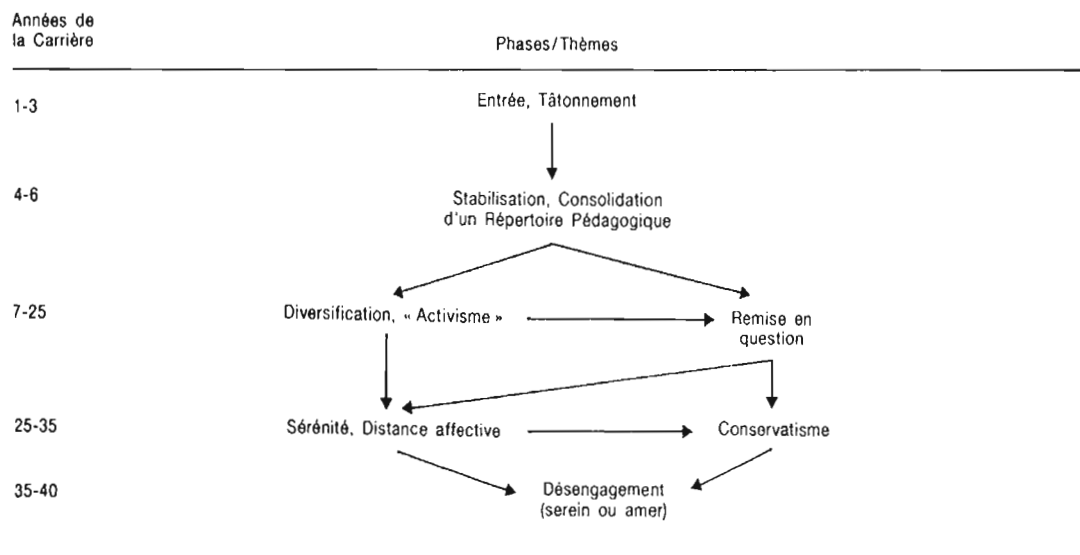 Années de
la Carrière
Phases/Thèmes
1-3
Entrée, Tâtonnement
4-6
Stabilisation, Consolidation
d'un Répertoire Pédagogique
7-25
Diversification, « Activisme »
Remise en
question
25-35
Sérénité, Distance affective
Conservatisme
35-40
Désengagement
(serein ou amer)